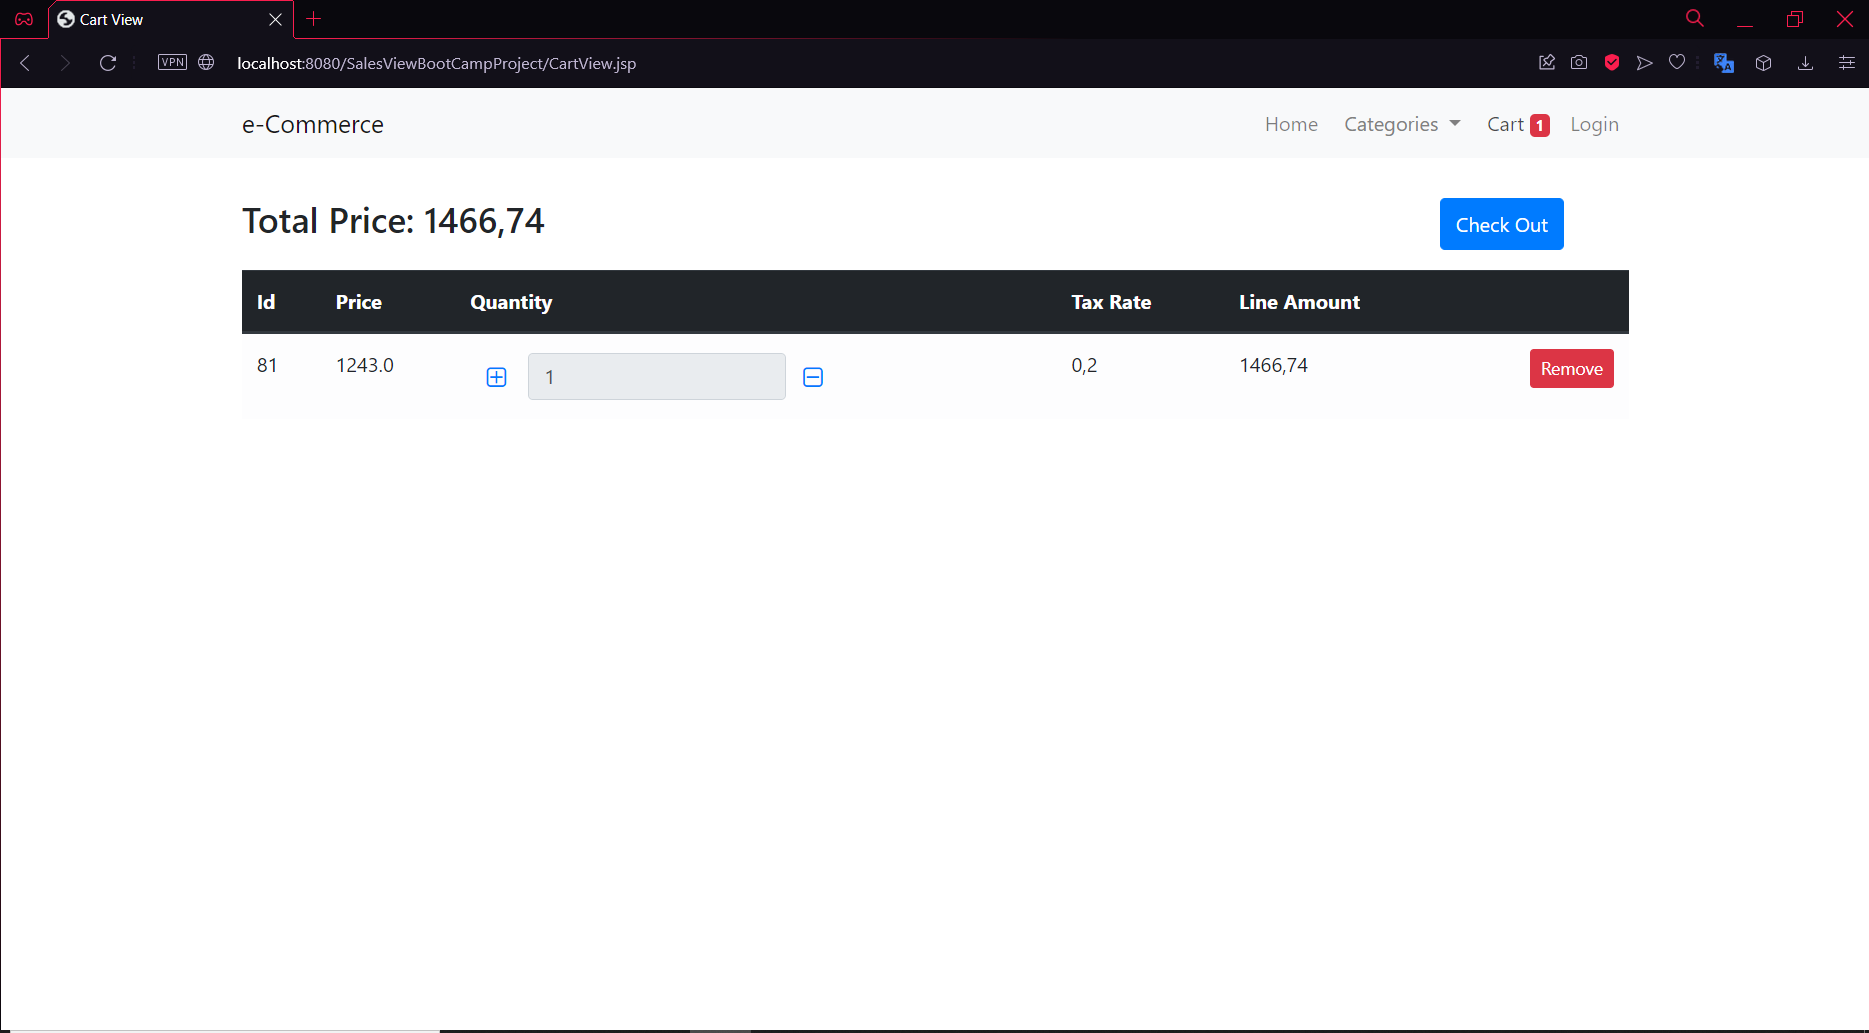 Cart View
VPN
localhost:8080/SalesViewBootCampProject/CartView.jsp
e-Commerce
Home Categories Cart 1 Login
Total Price: 1466,74
Check Out
Id Price Quantity Tax Rate Line Amount
81 1243.0 1 0,2 1466,74 Remove